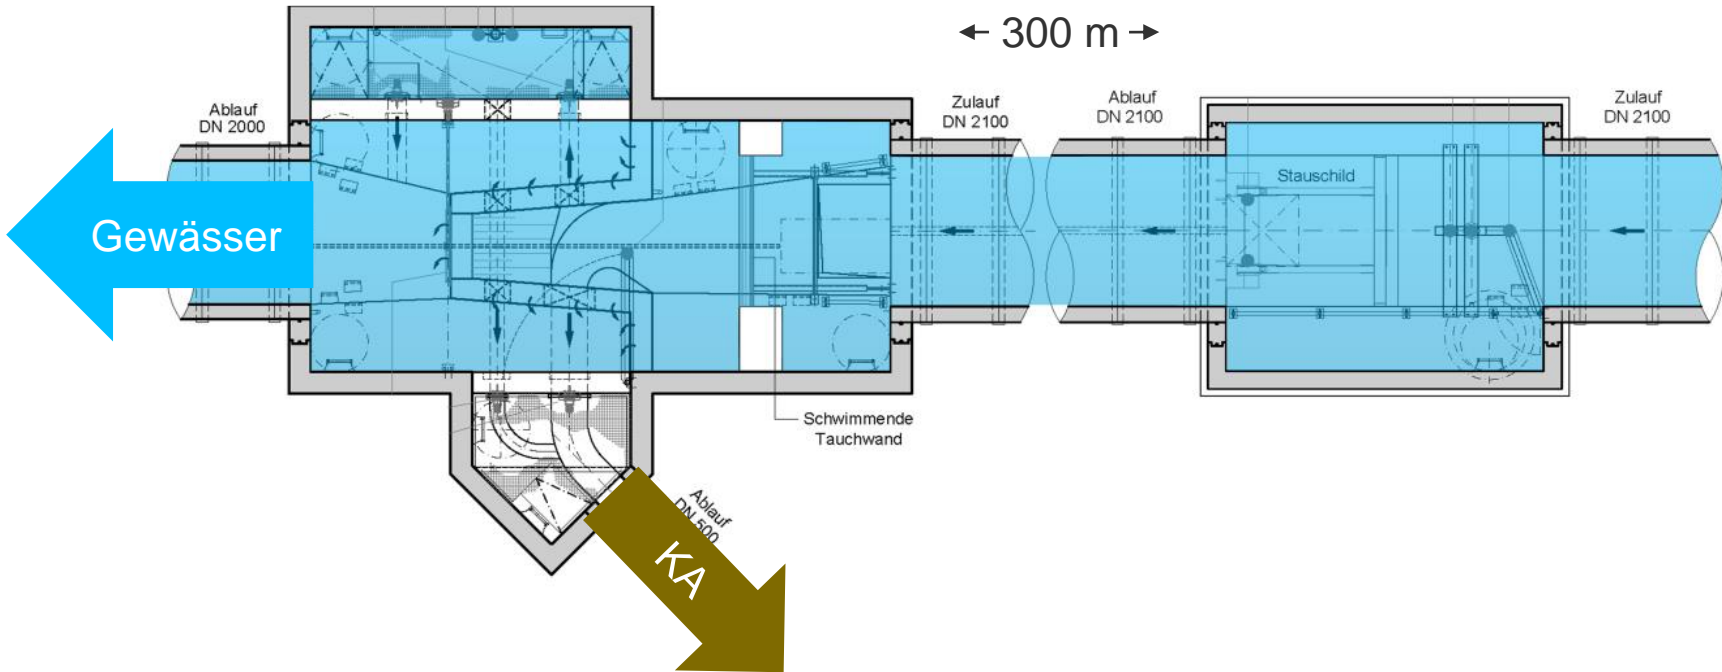 300 m
Ablauf
DN 2000
Zulauf
DN 2100
Ablauf
DN 2100
Zulauf
DN 2100
Stauschild
Gewässer
Schwimmende
Tauchwand
Ablauf
DN 500
KA